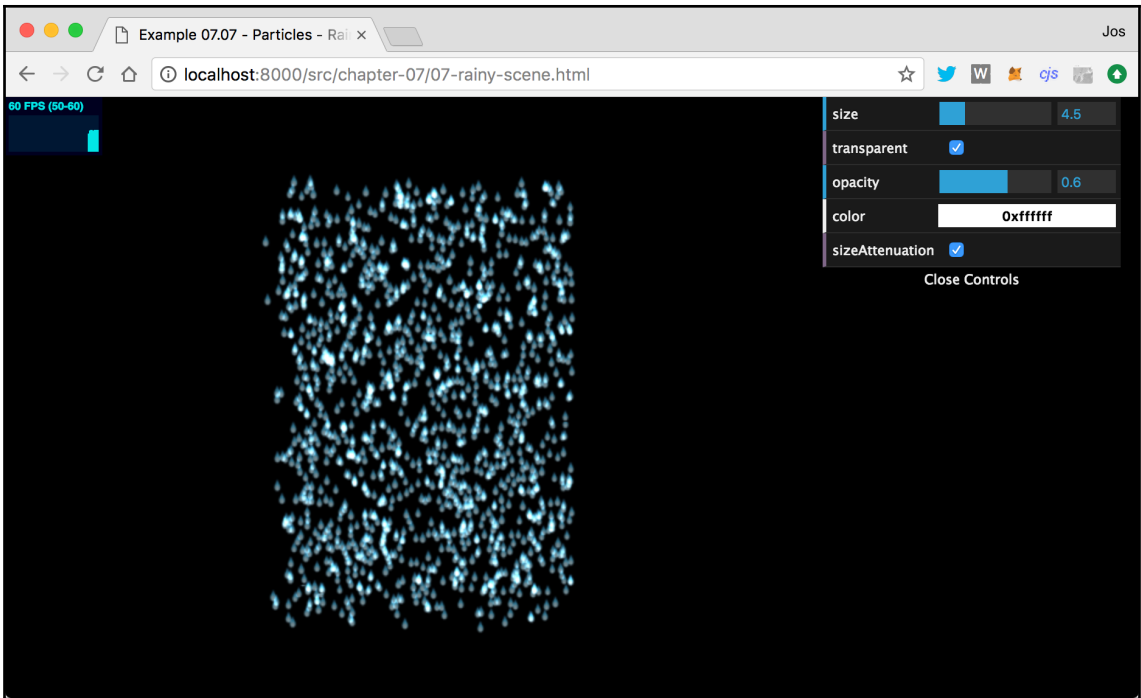 Example 07.07 - Particles - Rai
Jos
localhost:8000/src/chapter-07/07-rainy-scene.html
W
cjs
60 FPS (50-60)
size 4.5
transparent
opacity 0.6
color 0xffffff
sizeAttenuation
Close Controls